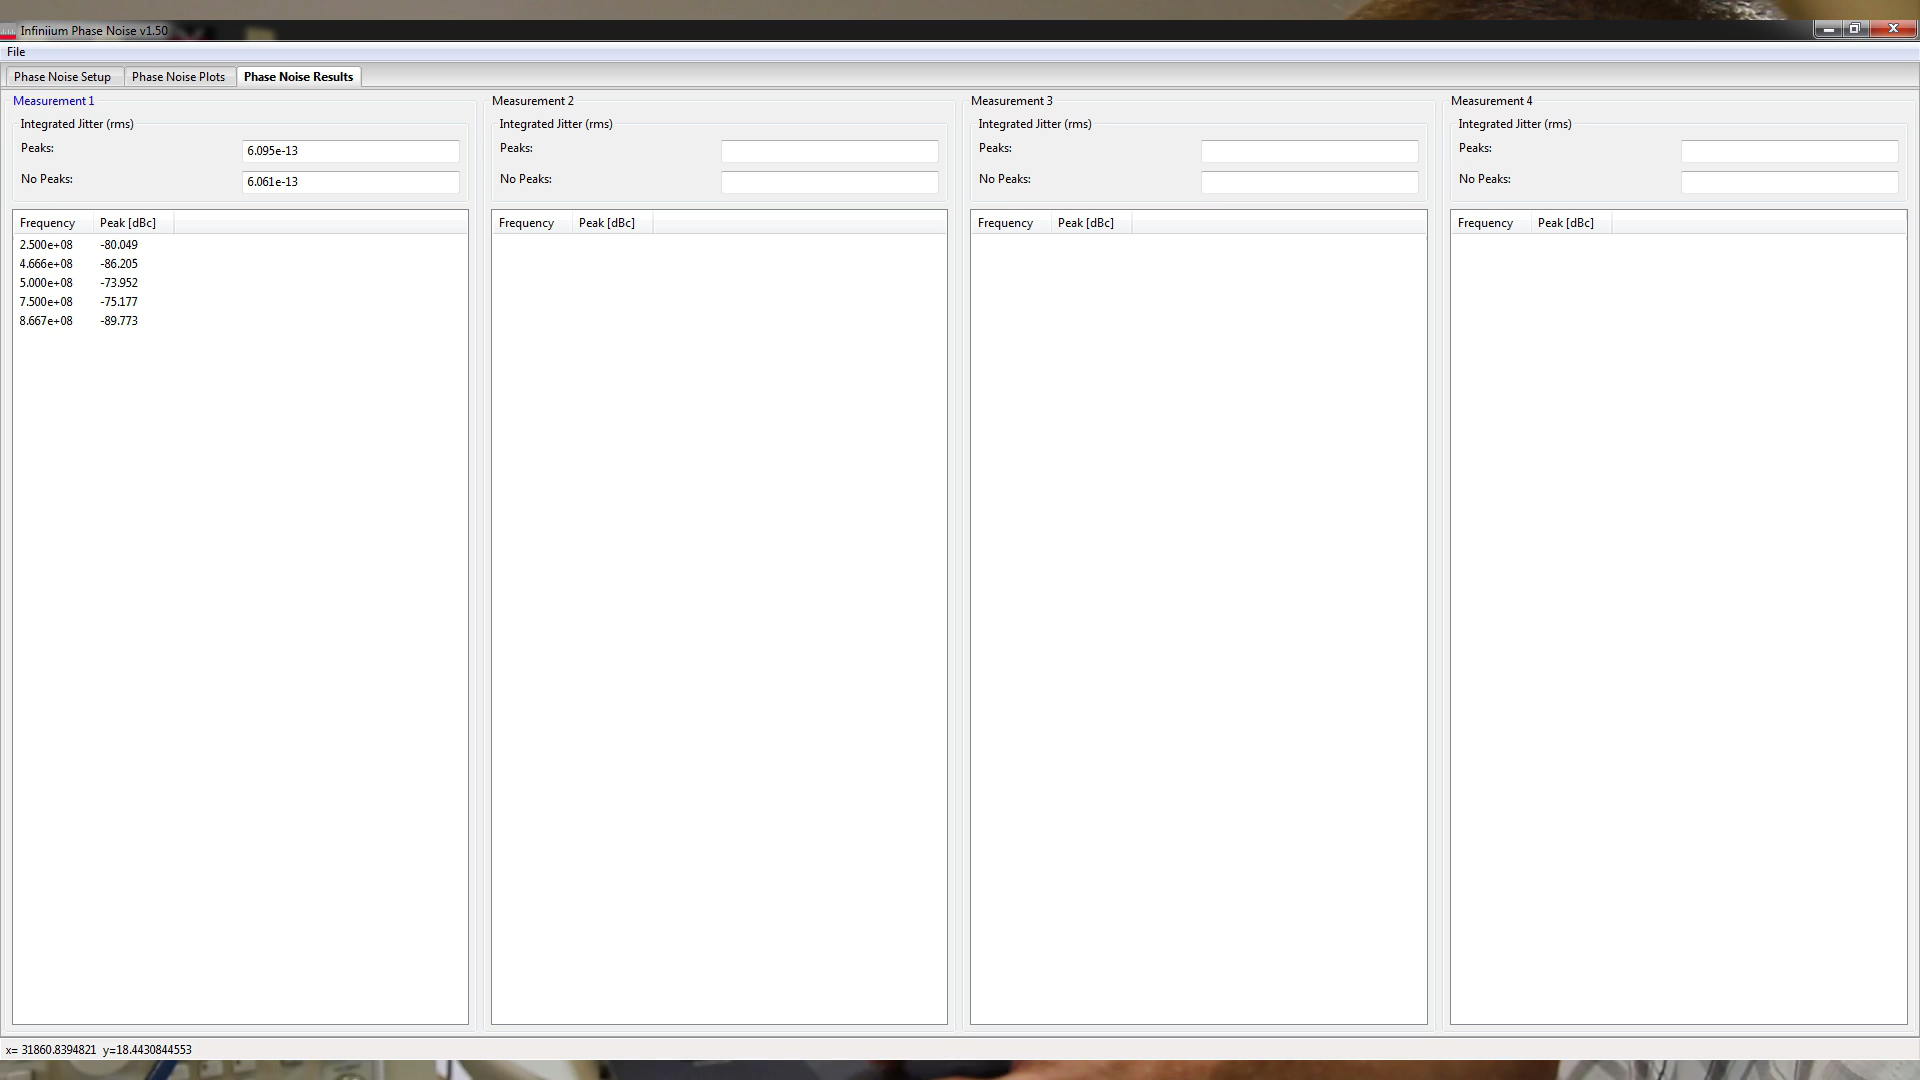 Infiniium Phase Noise v1.50
File
Phase Noise Setup Phase Noise Plots Phase Noise Results
Measurement 1
Integrated Jitter (rms)
Peaks: 6.095e-13
No Peaks: 6.061e-13
Frequency Peak [dBc]
2.500e+08 -80.049
4.666e+08 -86.205
5.000e+08 -73.952
7.500e+08 -75.177
8.667e+08 -89.773
Measurement 2
Integrated Jitter (rms)
Peaks:
No Peaks:
Frequency Peak [dBc]
Measurement 3
Integrated Jitter (rms)
Peaks:
No Peaks:
Frequency Peak [dBc]
Measurement 4
Integrated Jitter (rms)
Peaks:
No Peaks:
Frequency Peak [dBc]
x= 31860.8394821 y=18.4430844553